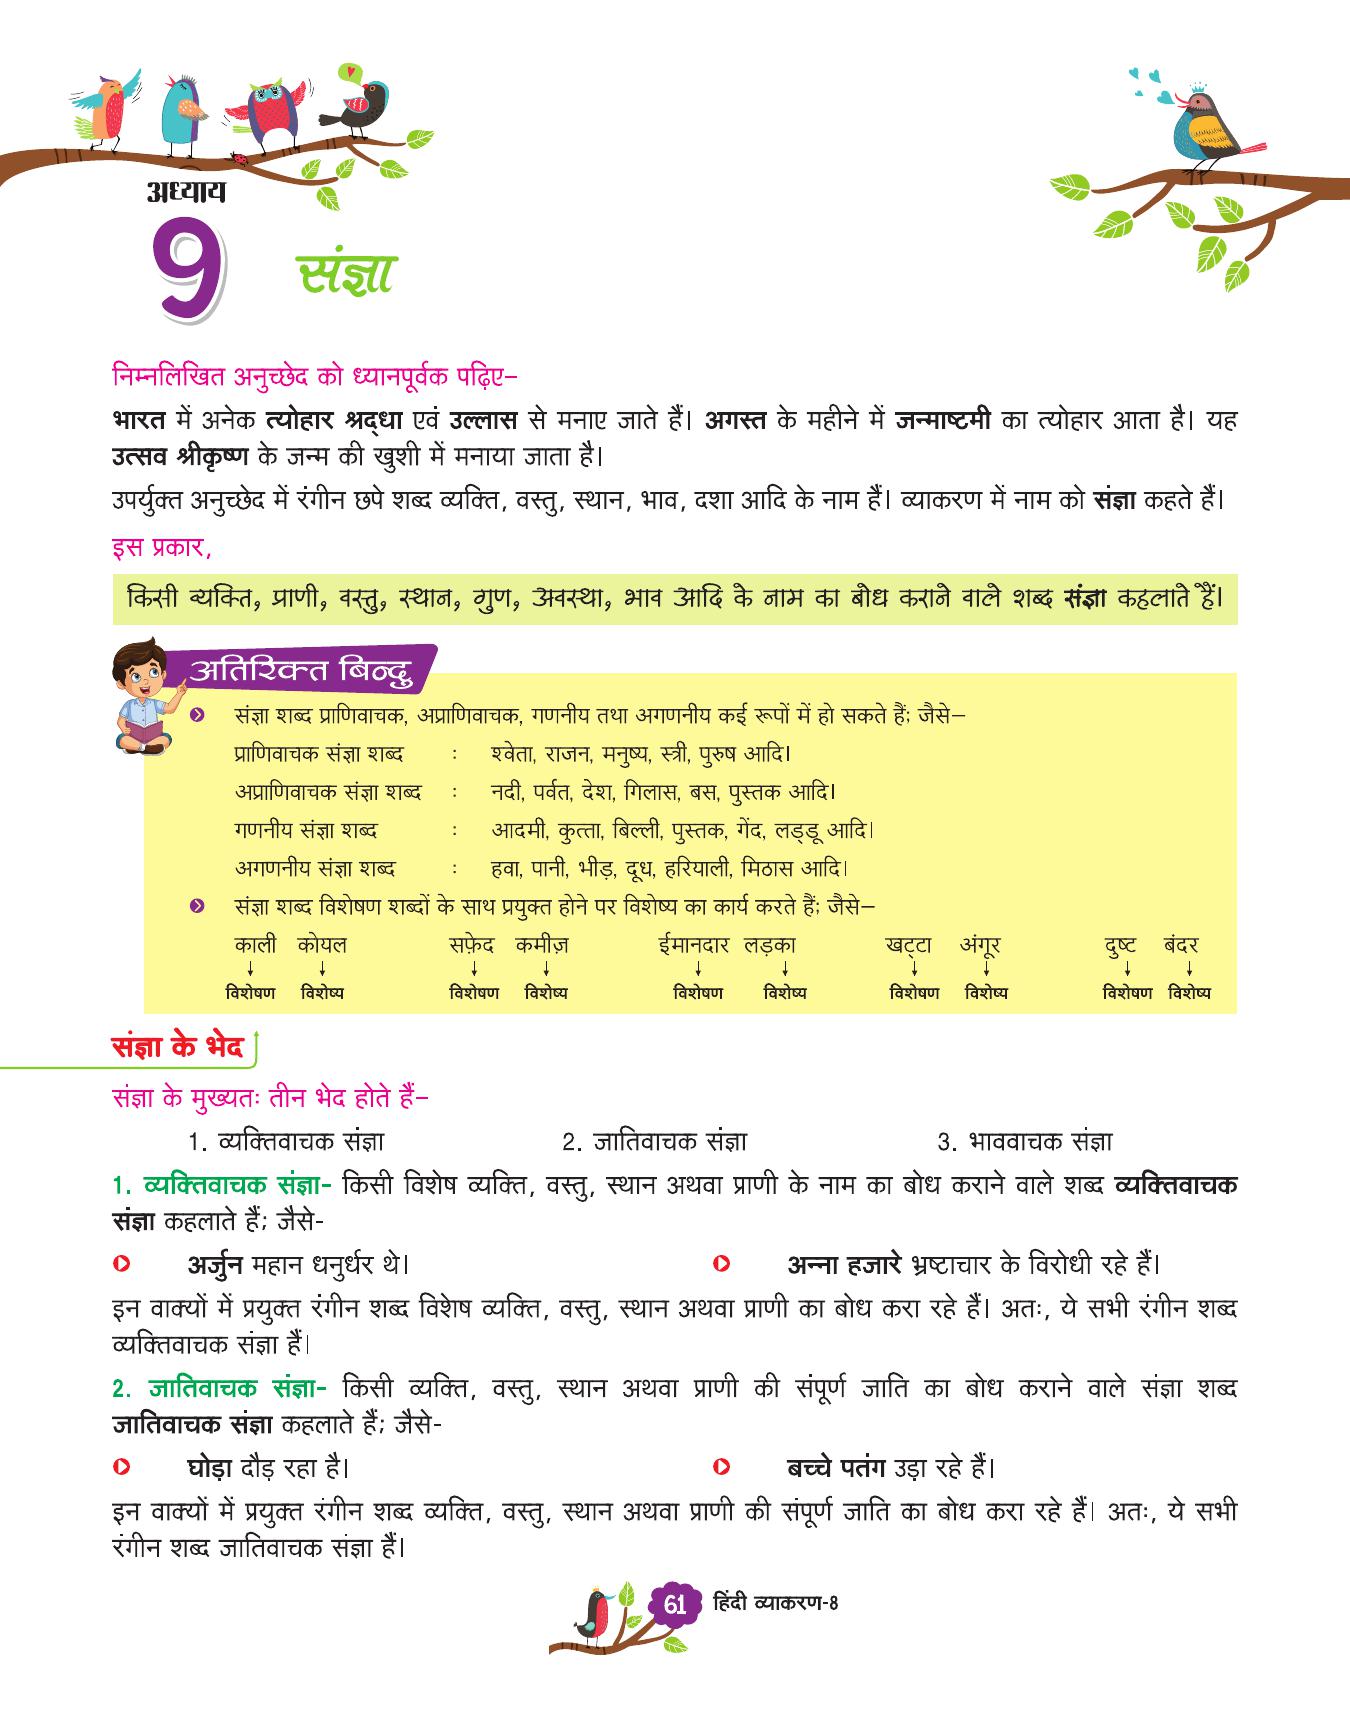 अध्याय
9 संज्ञा
निम्नलिखित अनुच्छेद को ध्यानपूर्वक पढ़िए–
भारत में अनेक त्योहार श्रद्धा एवं उल्लास से मनाए जाते हैं। अगस्त के महीने में जन्माष्टमी का त्योहार आता है। यह
उत्सव श्रीकृष्ण के जन्म की खुशी में मनाया जाता है।
उपर्युक्त अनुच्छेद में रंगीन छपे शब्द व्यक्ति, वस्तु, स्थान, भाव, दशा आदि के नाम हैं। व्याकरण में नाम को संज्ञा कहते हैं।
इस प्रकार,
किसी व्यक्ति, प्राणी, वस्तु, स्थान, गुण, अवस्था, भाव आदि के नाम का बोध कराने वाले शब्द संज्ञा कहलाते हैं।
अतिरिक्त बिन्दु
संज्ञा शब्द प्राणिवाचक, अप्राणिवाचक, गणनीय तथा अगणनीय कई रूपों में हो सकते हैं; जैसे–
प्राणिवाचक संज्ञा शब्द : श्वेता, राजन, मनुष्य, स्त्री, पुरुष आदि।
अप्राणिवाचक संज्ञा शब्द : नदी, पर्वत, देश, गिलास, बस, पुस्तक आदि।
गणनीय संज्ञा शब्द : आदमी, कुत्ता, बिल्ली, पुस्तक, गेंद, लड्डू आदि।
अगणनीय संज्ञा शब्द : हवा, पानी, भीड़, दूध, हरियाली, मिठास आदि।
संज्ञा शब्द विशेषण शब्दों के साथ प्रयुक्त होने पर विशेष्य का कार्य करते हैं; जैसे–
काली कोयल सफ़ेद कमीज़ ईमानदार लड़का खट्टा अंगूर दुष्ट बंदर
↓ ↓ ↓ ↓ ↓ ↓ ↓ ↓ ↓ ↓
विशेषण विशेष्य विशेषण विशेष्य विशेषण विशेष्य विशेषण विशेष्य विशेषण विशेष्य
संज्ञा के भेद
संज्ञा के मुख्यतः तीन भेद होते हैं–
1. व्यक्तिवाचक संज्ञा 2. जातिवाचक संज्ञा 3. भाववाचक संज्ञा
1. व्यक्तिवाचक संज्ञा- किसी विशेष व्यक्ति, वस्तु, स्थान अथवा प्राणी के नाम का बोध कराने वाले शब्द व्यक्तिवाचक
संज्ञा कहलाते हैं; जैसे-
अर्जुन महान धनुर्धर थे। अन्ना हजारे भ्रष्टाचार के विरोधी रहे हैं।
इन वाक्यों में प्रयुक्त रंगीन शब्द विशेष व्यक्ति, वस्तु, स्थान अथवा प्राणी का बोध करा रहे हैं। अतः, ये सभी रंगीन शब्द
व्यक्तिवाचक संज्ञा हैं।
2. जातिवाचक संज्ञा- किसी व्यक्ति, वस्तु, स्थान अथवा प्राणी की संपूर्ण जाति का बोध कराने वाले संज्ञा शब्द
जातिवाचक संज्ञा कहलाते हैं; जैसे-
घोड़ा दौड़ रहा है। बच्चे पतंग उड़ा रहे हैं।
इन वाक्यों में प्रयुक्त रंगीन शब्द व्यक्ति, वस्तु, स्थान अथवा प्राणी की संपूर्ण जाति का बोध करा रहे हैं। अतः, ये सभी
रंगीन शब्द जातिवाचक संज्ञा हैं।
61 हिंदी व्याकरण-8